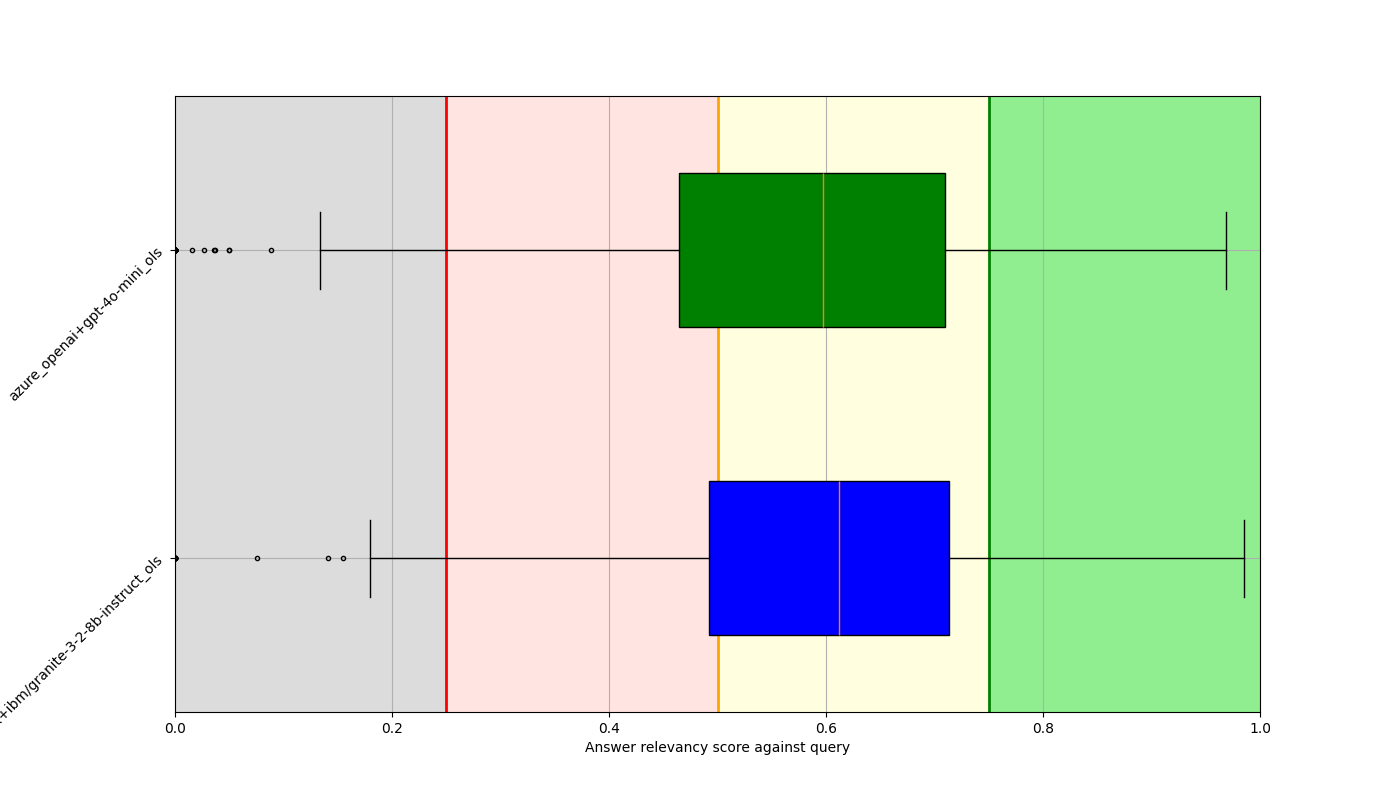 azure_openai+gpt-4o-mini_ols
+ibm/granite-3-2-8b-instruct_ols
0.0 0.2 0.4 0.6 0.8 1.0
Answer relevancy score against query